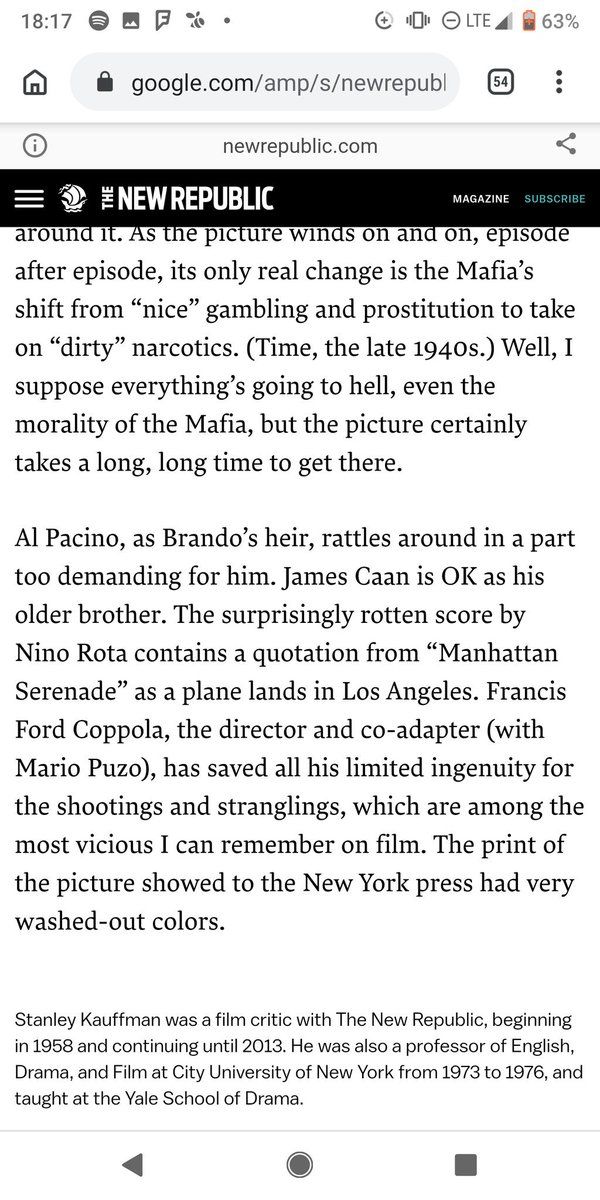 18:17 LTE 63%
google.com/amp/s/newrepubl 54
newrepublic.com
THE NEW REPUBLIC MAGAZINE SUBSCRIBE
around it. As the picture winds on and on, episode
after episode, its only real change is the Mafia’s
shift from “nice” gambling and prostitution to take
on “dirty” narcotics. (Time, the late 1940s.) Well, I
suppose everything’s going to hell, even the
morality of the Mafia, but the picture certainly
takes a long, long time to get there.
Al Pacino, as Brando’s heir, rattles around in a part
too demanding for him. James Caan is OK as his
older brother. The surprisingly rotten score by
Nino Rota contains a quotation from “Manhattan
Serenade” as a plane lands in Los Angeles. Francis
Ford Coppola, the director and co-adapter (with
Mario Puzo), has saved all his limited ingenuity for
the shootings and stranglings, which are among the
most vicious I can remember on film. The print of
the picture showed to the New York press had very
washed-out colors.
Stanley Kauffman was a film critic with The New Republic, beginning
in 1958 and continuing until 2013. He was also a professor of English,
Drama, and Film at City University of New York from 1973 to 1976, and
taught at the Yale School of Drama.